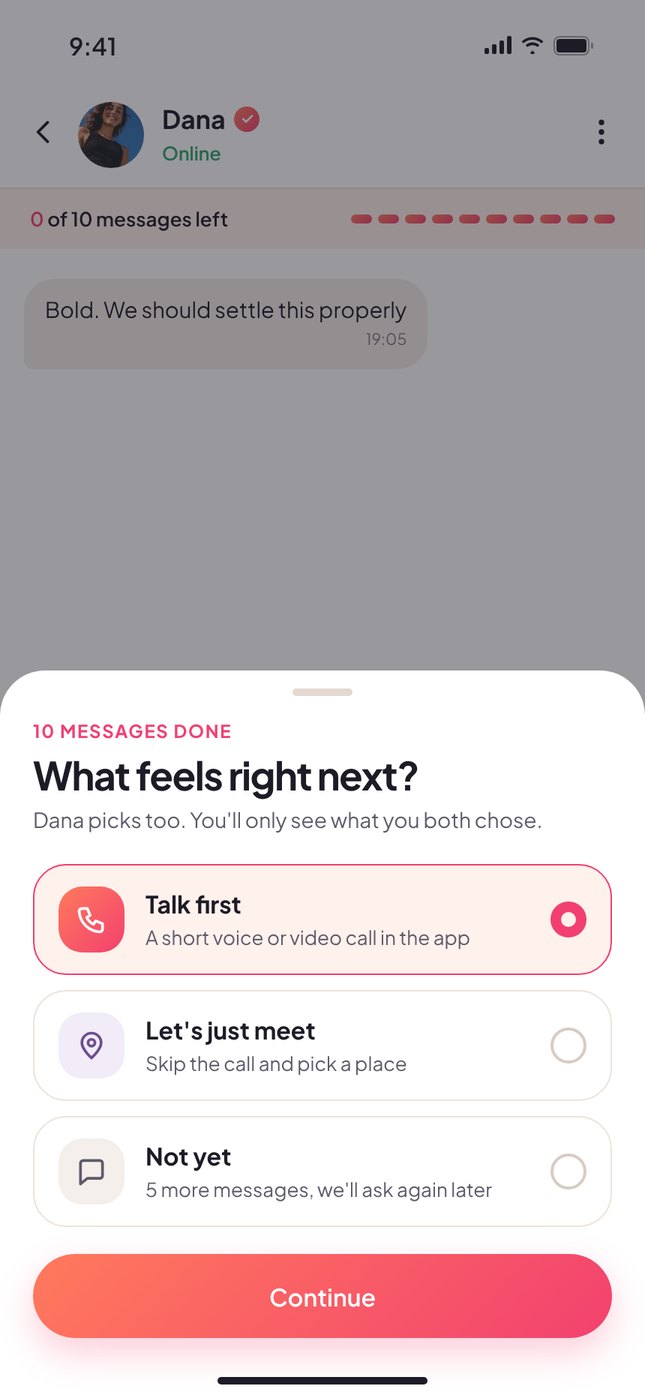 9:41
Dana
Online
0 of 10 messages left
Bold. We should settle this properly
19:05
10 MESSAGES DONE
What feels right next?
Dana picks too. You'll only see what you both chose.
Talk first
A short voice or video call in the app
Let's just meet
Skip the call and pick a place
Not yet
5 more messages, we'll ask again later
Continue